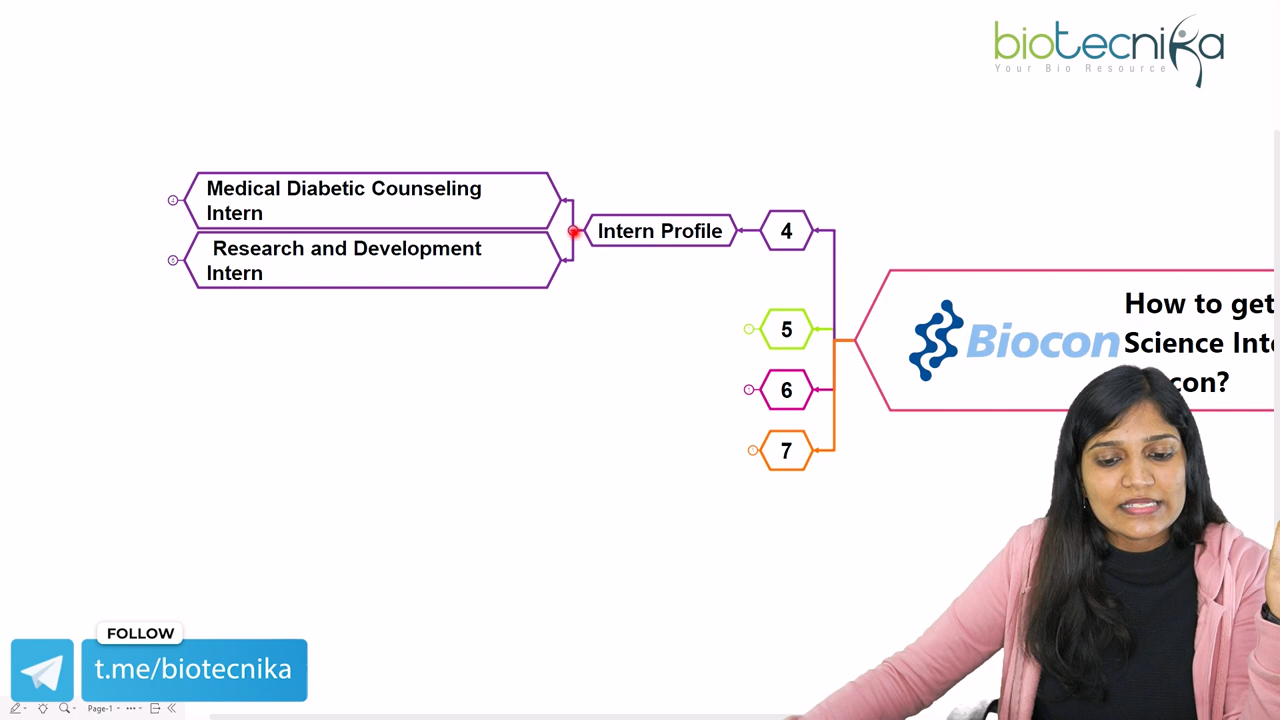 biotecnika
Your Bio Resource
Medical Diabetic Counseling
Intern
Research and Development
Intern
Intern Profile
4
5
6
7
Biocon
How to get
Science Inte
con?
FOLLOW
t.me/biotecnika
Page-1